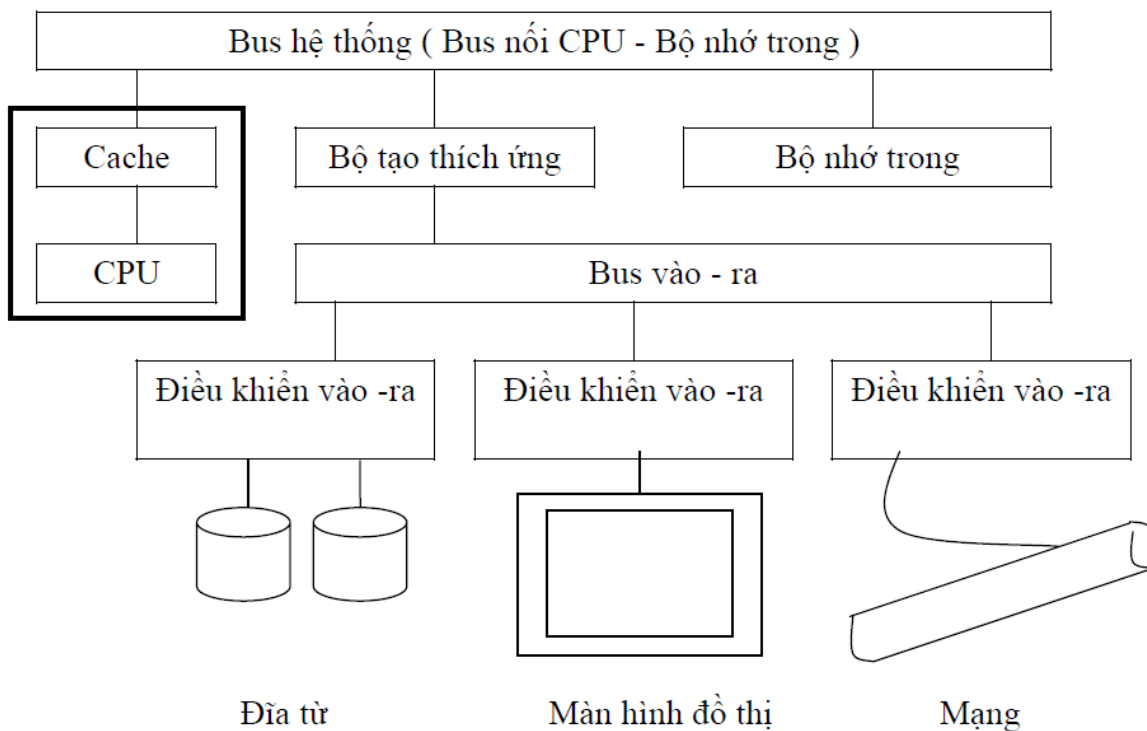 Bus hệ thống ( Bus nối CPU - Bộ nhớ trong )
Cache
Bộ tạo thích ứng
Bộ nhớ trong
CPU
Bus vào - ra
Điều khiển vào -ra
Điều khiển vào -ra
Điều khiển vào -ra
Đĩa từ
Màn hình đồ thị
Mạng